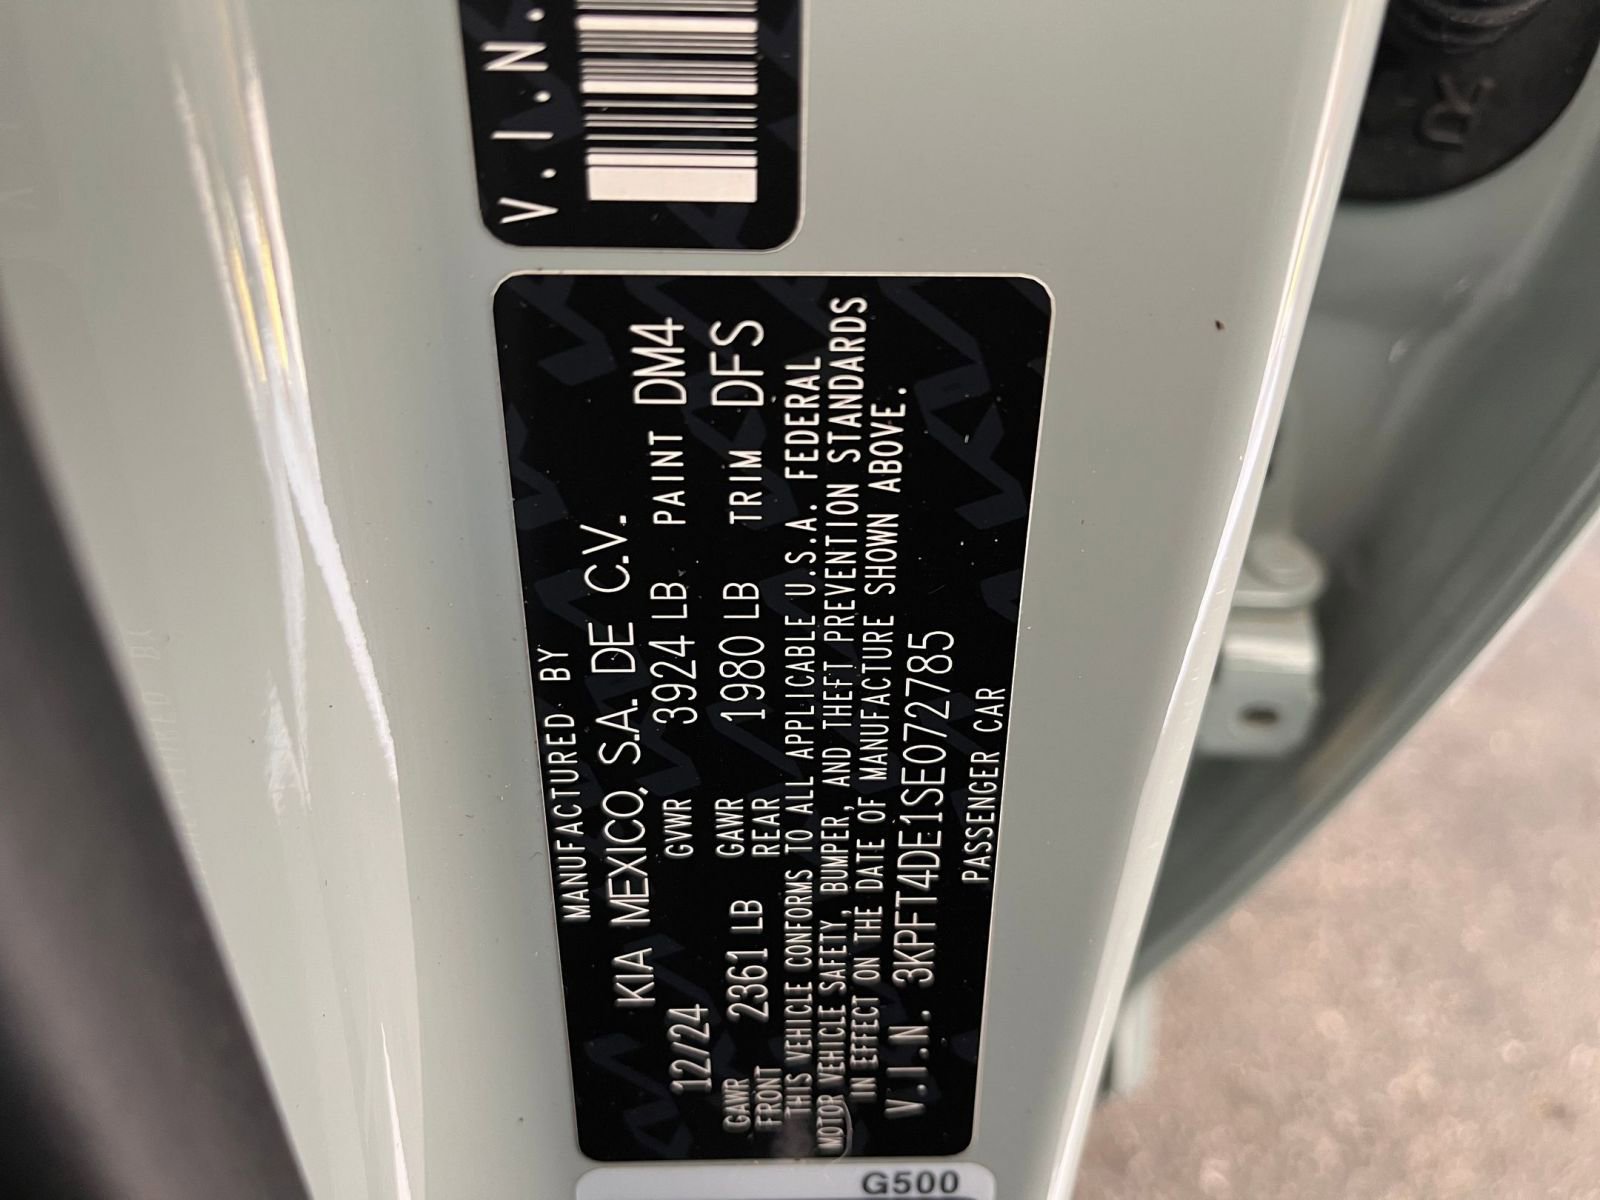 V.I.N.
MANUFACTURED BY
KIA MEXICO, S.A. DE C.V.
12/24 GVWR 3924 LB PAINT DM4
GAWR FRONT 2361 LB GAWR REAR 1980 LB TRIM DFS
THIS VEHICLE CONFORMS TO ALL APPLICABLE U.S.A. FEDERAL
MOTOR VEHICLE SAFETY, BUMPER, AND THEFT PREVENTION STANDARDS
IN EFFECT ON THE DATE OF MANUFACTURE SHOWN ABOVE.
V.I.N. 3KPFT4DE1SE072785
PASSENGER CAR
G500